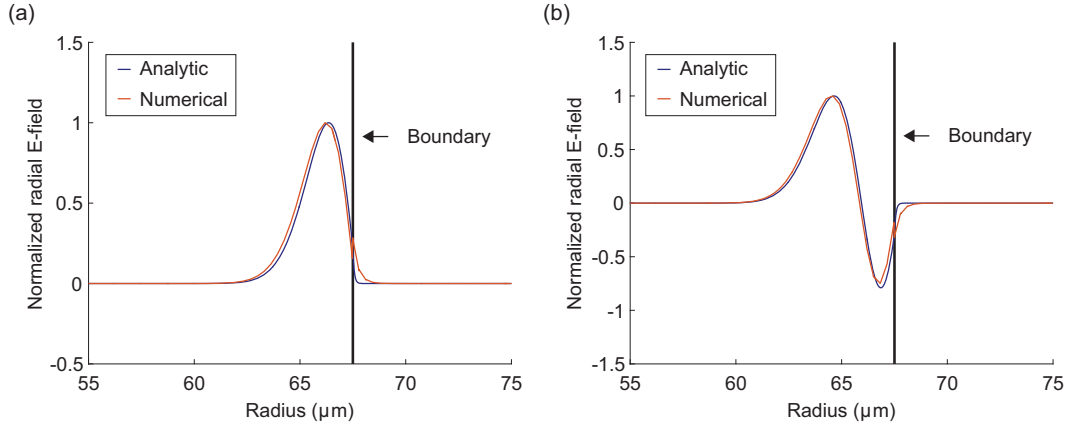 (a)
Normalized radial E-field
1.5
1
0.5
0
-0.5
55
60
65
70
75
Radius (µm)
Analytic
Numerical
Boundary
(b)
Normalized radial E-field
1.5
1
0.5
0
-0.5
-1
-1.5
55
60
65
70
75
Radius (µm)
Analytic
Numerical
Boundary